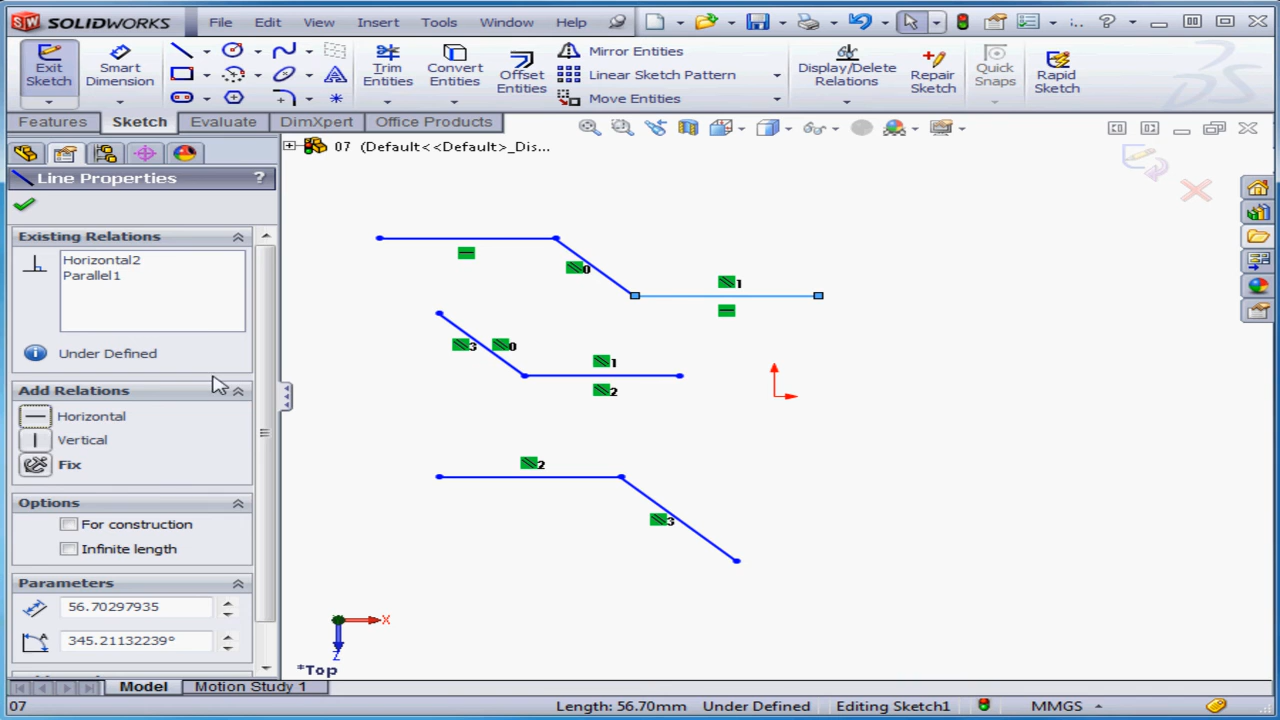 SOLIDWORKS File Edit View Insert Tools Window Help
Exit Sketch
Smart Dimension
Trim Entities
Convert Entities
Offset Entities
Mirror Entities
Linear Sketch Pattern
Move Entities
Display/Delete Relations
Repair Sketch
Quick Snaps
Rapid Sketch
Features Sketch Evaluate DimXpert Office Products
07 (Default<<Default>_Dis...
Line Properties ?
Existing Relations
Horizontal2
Parallel1
Under Defined
Add Relations
Horizontal
Vertical
Fix
Options
For construction
Infinite length
Parameters
56.70297935
345.21132239°
0
1
3
0
1
2
2
3
X
Z
*Top
Model Motion Study 1
07 Length: 56.70mm Under Defined Editing Sketch1 MMGS